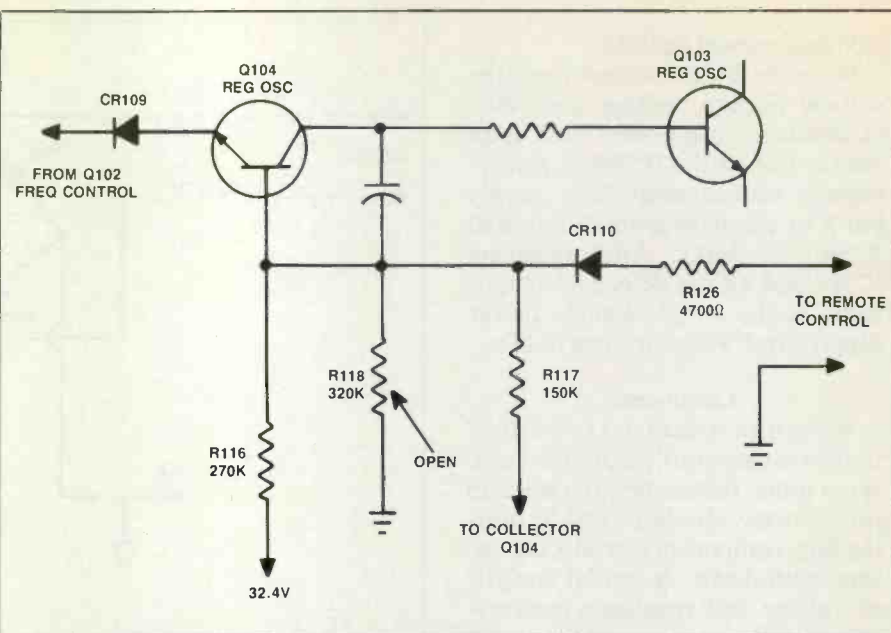 Q104
REG OSC
Q103
REG OSC
CR109
FROM Q102
FREQ CONTROL
CR110
R126
4700Ω
TO REMOTE
CONTROL
R118
320K
R117
150K
R116
270K
OPEN
TO COLLECTOR
Q104
32.4V